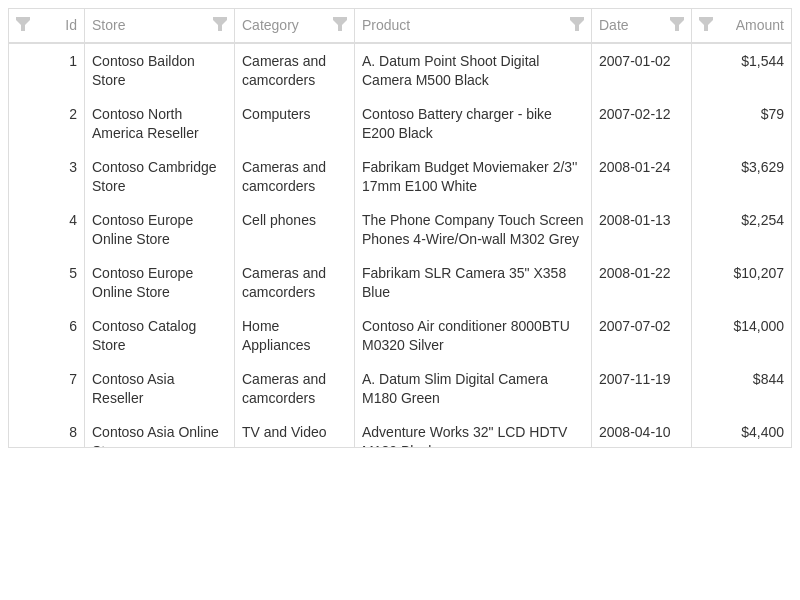 Id Store Category Product Date Amount
1 Contoso Baildon Cameras and A. Datum Point Shoot Digital 2007-01-02 $1,544
Store camcorders Camera M500 Black
2 Contoso North Computers Contoso Battery charger - bike 2007-02-12 $79
America Reseller E200 Black
3 Contoso Cambridge Cameras and Fabrikam Budget Moviemaker 2/3'' 2008-01-24 $3,629
Store camcorders 17mm E100 White
4 Contoso Europe Cell phones The Phone Company Touch Screen 2008-01-13 $2,254
Online Store Phones 4-Wire/On-wall M302 Grey
5 Contoso Europe Cameras and Fabrikam SLR Camera 35" X358 2008-01-22 $10,207
Online Store camcorders Blue
6 Contoso Catalog Home Contoso Air conditioner 8000BTU 2007-07-02 $14,000
Store Appliances M0320 Silver
7 Contoso Asia Cameras and A. Datum Slim Digital Camera 2007-11-19 $844
Reseller camcorders M180 Green
8 Contoso Asia Online TV and Video Adventure Works 32" LCD HDTV 2008-04-10 $4,400